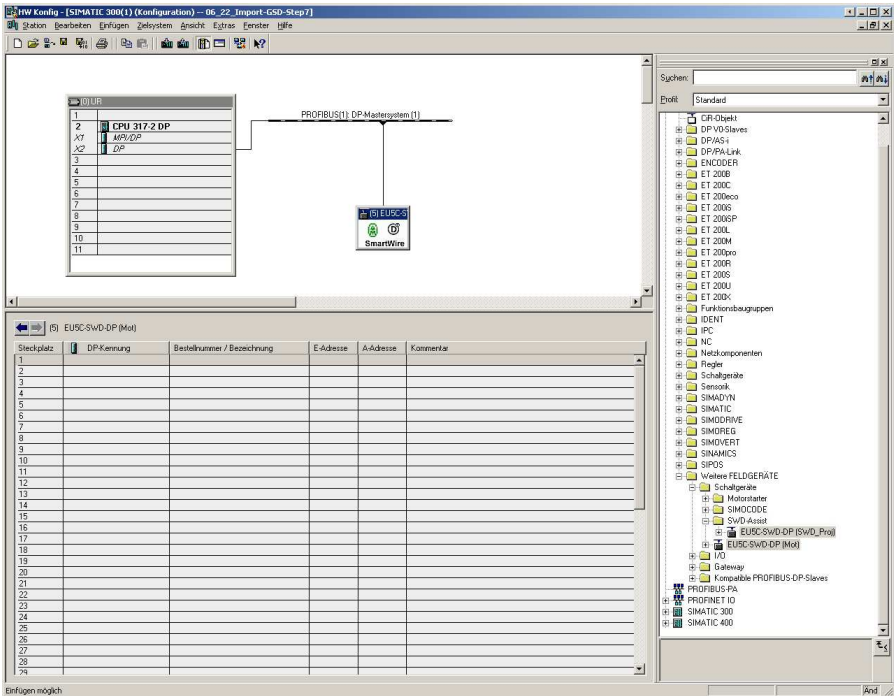 HW Konfig - [SIMATIC 300(1) (Konfiguration) -- 06_22_Import-GSD-Step7]
Station Bearbeiten Einfügen Zielsystem Ansicht Extras Fenster Hilfe
(0) UR
1
2 CPU 317-2 DP
X1 MPI/DP
X2 DP
3
4
5
6
7
8
9
10
11
PROFIBUS(1): DP-Mastersystem (1)
(5) EU5C-S
SmartWire
(5) EU5C-SWD-DP (Mot)
Steckplatz DP-Kennung Bestellnummer / Bezeichnung E-Adresse A-Adresse Kommentar
1
2
3
4
5
6
7
8
9
10
11
12
13
14
15
16
17
18
19
20
21
22
23
24
25
26
27
28
29
Suchen:
Profil: Standard
CiR-Objekt
DP V0-Slaves
DP/AS-i
DP/PA-Link
ENCODER
ET 200B
ET 200C
ET 200eco
ET 200iS
ET 200iSP
ET 200L
ET 200M
ET 200pro
ET 200R
ET 200S
ET 200U
ET 200X
Funktionsbaugruppen
IDENT
IPC
NC
Netzkomponenten
Regler
Schaltgeräte
Sensorik
SIMADYN
SIMATIC
SIMODRIVE
SIMOREG
SIMOVERT
SINAMICS
SIPOS
Weitere FELDGERÄTE
Schaltgeräte
Motorstarter
SIMOCODE
SWD-Assist
EU5C-SWD-DP (SWD_Proj)
EU5C-SWD-DP (Mot)
I/O
Gateway
Kompatible PROFIBUS-DP-Slaves
PROFIBUS-PA
PROFINET IO
SIMATIC 300
SIMATIC 400
Einfügen möglich
Änd